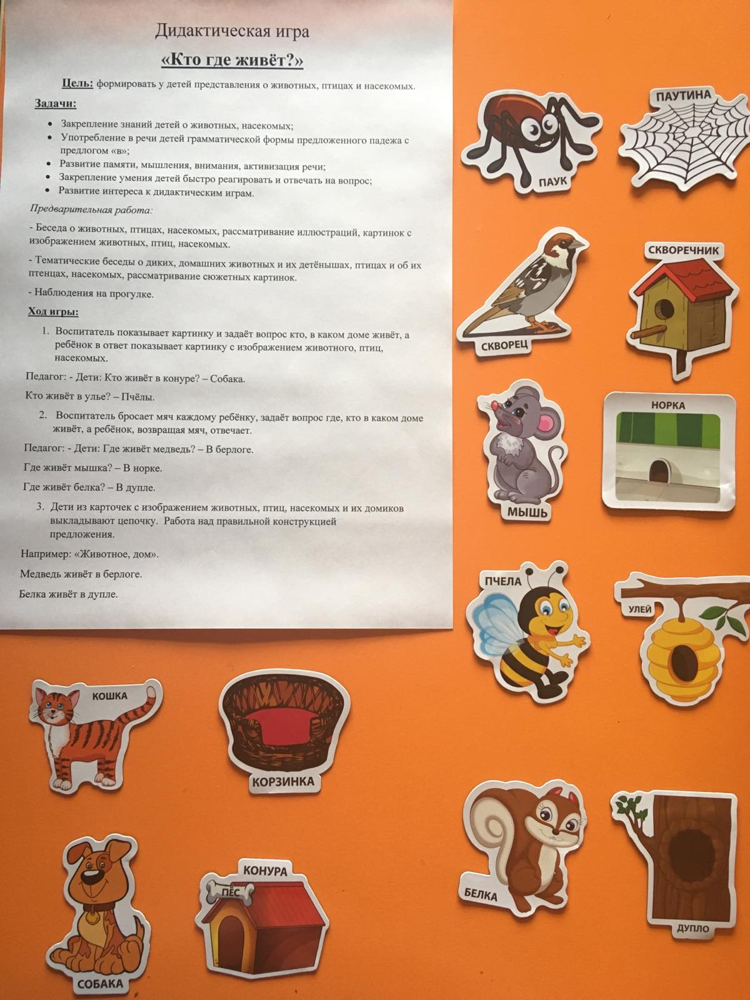 Дидактическая игра
«Кто где живёт?»
Цель: формировать у детей представления о животных, птицах и насекомых.
Задачи:
• Закрепление знаний детей о животных, насекомых;
• Употребление в речи детей грамматической формы предложенного падежа с
предлогом «в»;
• Развитие памяти, мышления, внимания, активизация речи;
• Закрепление умения детей быстро реагировать и отвечать на вопрос;
• Развитие интереса к дидактическим играм.
Предварительная работа:
- Беседа о животных, птицах, насекомых, рассматривание иллюстраций, картинок с
изображением животных, птиц, насекомых.
- Тематические беседы о диких, домашних животных и их детёнышах, птицах и об их
птенцах, насекомых, рассматривание сюжетных картинок.
- Наблюдения на прогулке.
Ход игры:
1. Воспитатель показывает картинку и задаёт вопрос кто, в каком доме живёт, а
ребёнок в ответ показывает картинку с изображением животного, птиц,
насекомых.
Педагог: - Дети: Кто живёт в конуре? – Собака.
Кто живёт в улье? – Пчёлы.
2. Воспитатель бросает мяч каждому ребёнку, задаёт вопрос где, кто в каком доме
живёт, а ребёнок, возвращая мяч, отвечает.
Педагог: - Дети: Где живёт медведь? – В берлоге.
Где живёт мышка? – В норке.
Где живёт белка? – В дупле.
3. Дети из карточек с изображением животных, птиц, насекомых и их домиков
выкладывают цепочку. Работа над правильной конструкцией
предложения.
Например: «Животное, дом».
Медведь живёт в берлоге.
Белка живёт в дупле.
ПАУК
ПАУТИНА
СКВОРЕЦ
СКВОРЕЧНИК
МЫШЬ
НОРКА
ПЧЕЛА
УЛЕЙ
КОШКА
КОРЗИНКА
БЕЛКА
ДУПЛО
СОБАКА
КОНУРА
ПЁС